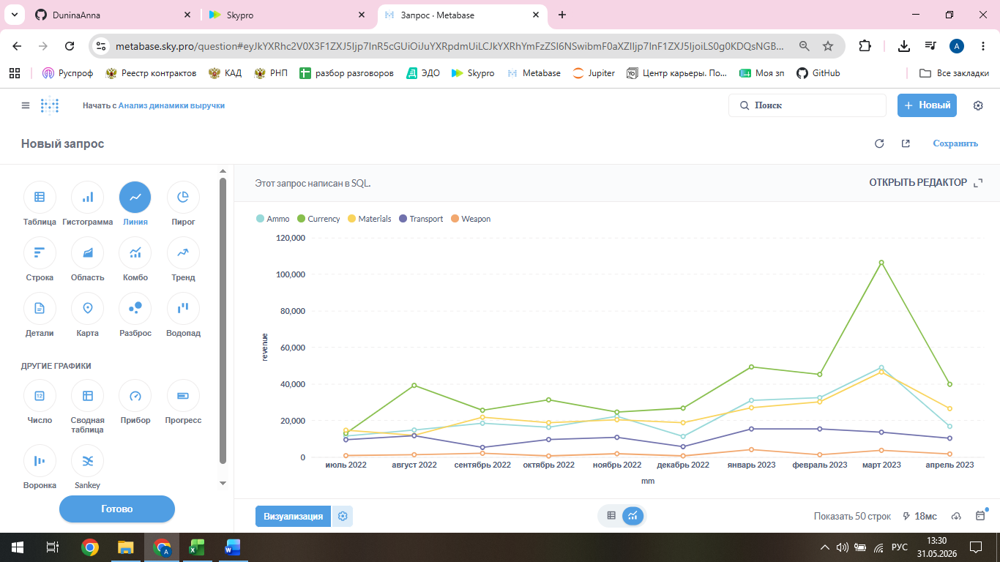 DuninaAnna
Skypro
Запрос · Metabase
metabase.sky.pro/question#eyJkYXRhc2V0X3F1ZXJ5Ijp7InR5cGUiOiJuYXRpdmUiLCJkYXRhYmFzZSI6NSwibmF0aXZlIjp7InF1ZXJ5IjoiLS0g0KDQsNGB...
A
Руспроф
Реестр контрактов
КАД
РНП
разбор разговоров
ЭДО
Skypro
Metabase
Jupiter
Центр карьеры. По...
Моя зп
GitHub
Все закладки
Начать с Анализ динамики выручки
Поиск
+ Новый
Новый запрос
Сохранить
Таблица Гистограмма Линия Пирог
Строка Область Комбо Тренд
Детали Карта Разброс Водопад
ДРУГИЕ ГРАФИКИ
12
Число Сводная таблица Прибор Прогресс
Воронка Sankey
Готово
Этот запрос написан в SQL.
ОТКРЫТЬ РЕДАКТОР
Ammo Currency Materials Transport Weapon
120,000
100,000
80,000
60,000
40,000
20,000
0
revenue
июль 2022 август 2022 сентябрь 2022 октябрь 2022 ноябрь 2022 декабрь 2022 январь 2023 февраль 2023 март 2023 апрель 2023
mm
Визуализация
Показать 50 строк
18мс
A
РУС
13:30
31.05.2026